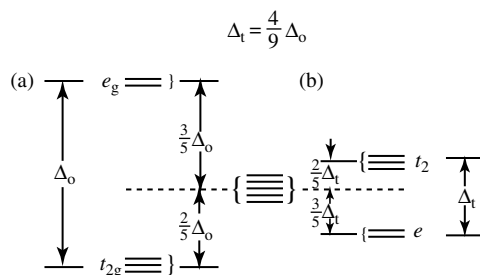 Δt = 4/9 Δo
(a) eg } (b)
3/5 Δo
Δo
{ } 2/5 Δt { t2
Δt
2/5 Δo
3/5 Δt
{ e
t2g }